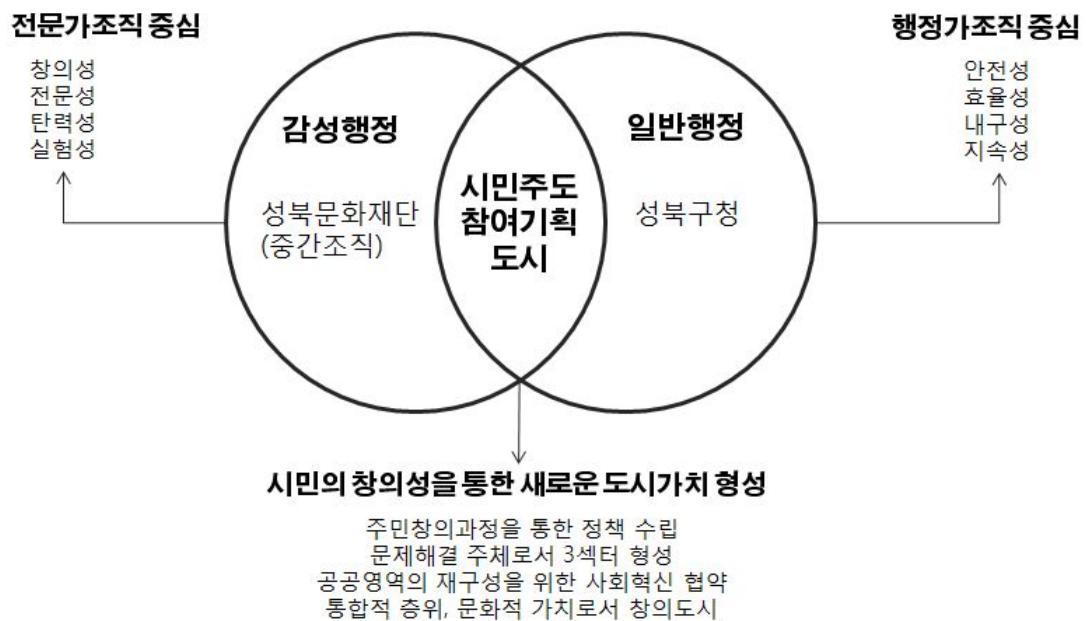 전문가조직 중심
창의성
전문성
탄력성
실험성
행정가조직 중심
안전성
효율성
내구성
지속성
감성행정
성북문화재단
(중간조직)
시민주도
참여기획
도시
일반행정
성북구청
시민의 창의성을 통한 새로운 도시가치 형성
주민창의과정을 통한 정책 수립
문제해결 주체로서 3섹터 형성
공공영역의 재구성을 위한 사회혁신 협약
통합적 층위, 문화적 가치로서 창의도시